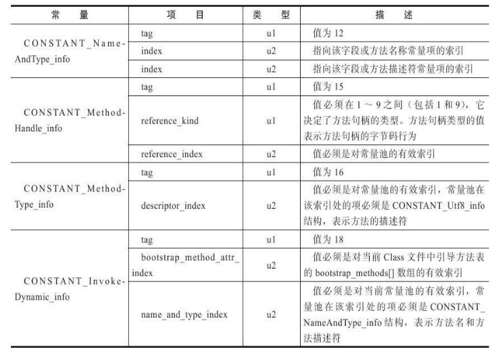 常 量 项 目 类 型 描 述
CONSTANT_Name-
AndType_info
tag u1 值为 12
index u2 指向该字段或方法名称常量项的索引
index u2 指向该字段或方法描述符常量项的索引
CONSTANT_Method-
Handle_info
tag u1 值为 15
reference_kind u1 值必须在 1 ~ 9 之间（包括 1 和 9），它
决定了方法句柄的类型。方法句柄类型的值
表示方法句柄的字节码行为
reference_index u2 值必须是对常量池的有效索引
CONSTANT_Method-
Type_info
tag u1 值为 16
descriptor_index u2 值必须是对常量池的有效索引，常量池在
该索引处的项必须是 CONSTANT_Utf8_info
结构，表示方法的描述符
CONSTANT_Invoke-
Dynamic_info
tag u1 值为 18
bootstrap_method_attr_
index u2 值必须是对当前 Class 文件中引导方法表
的 bootstrap_methods[] 数组的有效索引
name_and_type_index u2 值必须是对当前常量池的有效索引，常
量池在该索引处的项必须是 CONSTANT_
NameAndType_info 结构，表示方法名和方
法描述符